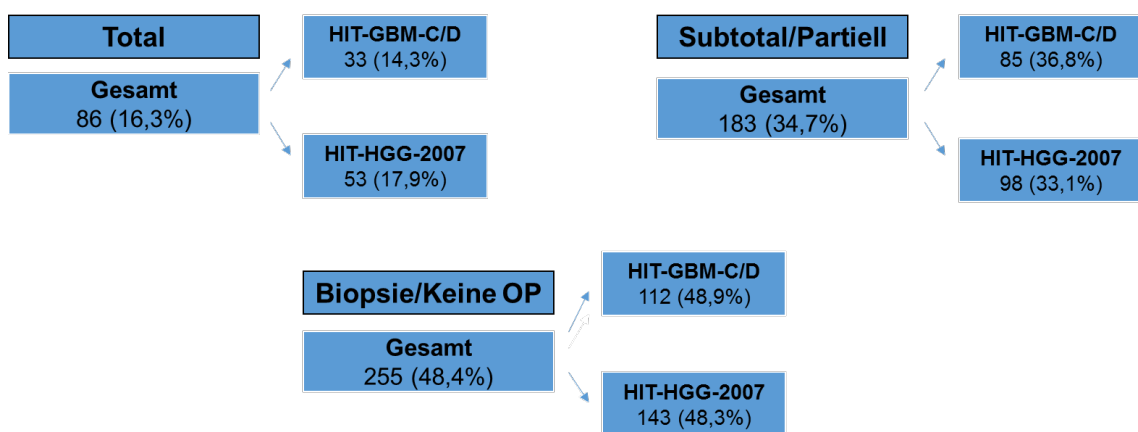 Total
Gesamt
86 (16,3%)
HIT-GBM-C/D
33 (14,3%)
HIT-HGG-2007
53 (17,9%)
Subtotal/Partiell
Gesamt
183 (34,7%)
HIT-GBM-C/D
85 (36,8%)
HIT-HGG-2007
98 (33,1%)
Biopsie/Keine OP
Gesamt
255 (48,4%)
HIT-GBM-C/D
112 (48,9%)
HIT-HGG-2007
143 (48,3%)